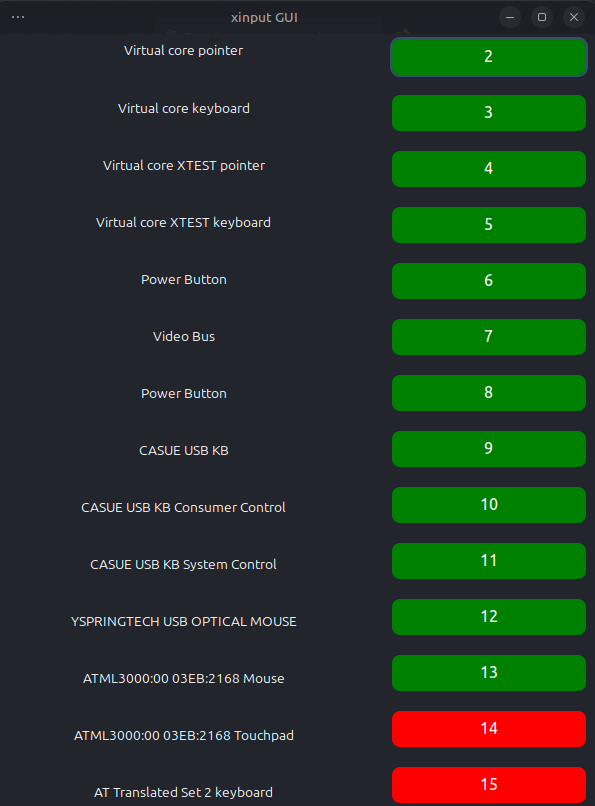 xinput GUI
Virtual core pointer 2
Virtual core keyboard 3
Virtual core XTEST pointer 4
Virtual core XTEST keyboard 5
Power Button 6
Video Bus 7
Power Button 8
CASUE USB KB 9
CASUE USB KB Consumer Control 10
CASUE USB KB System Control 11
YSPRINGTECH USB OPTICAL MOUSE 12
ATML3000:00 03EB:2168 Mouse 13
ATML3000:00 03EB:2168 Touchpad 14
AT Translated Set 2 keyboard 15